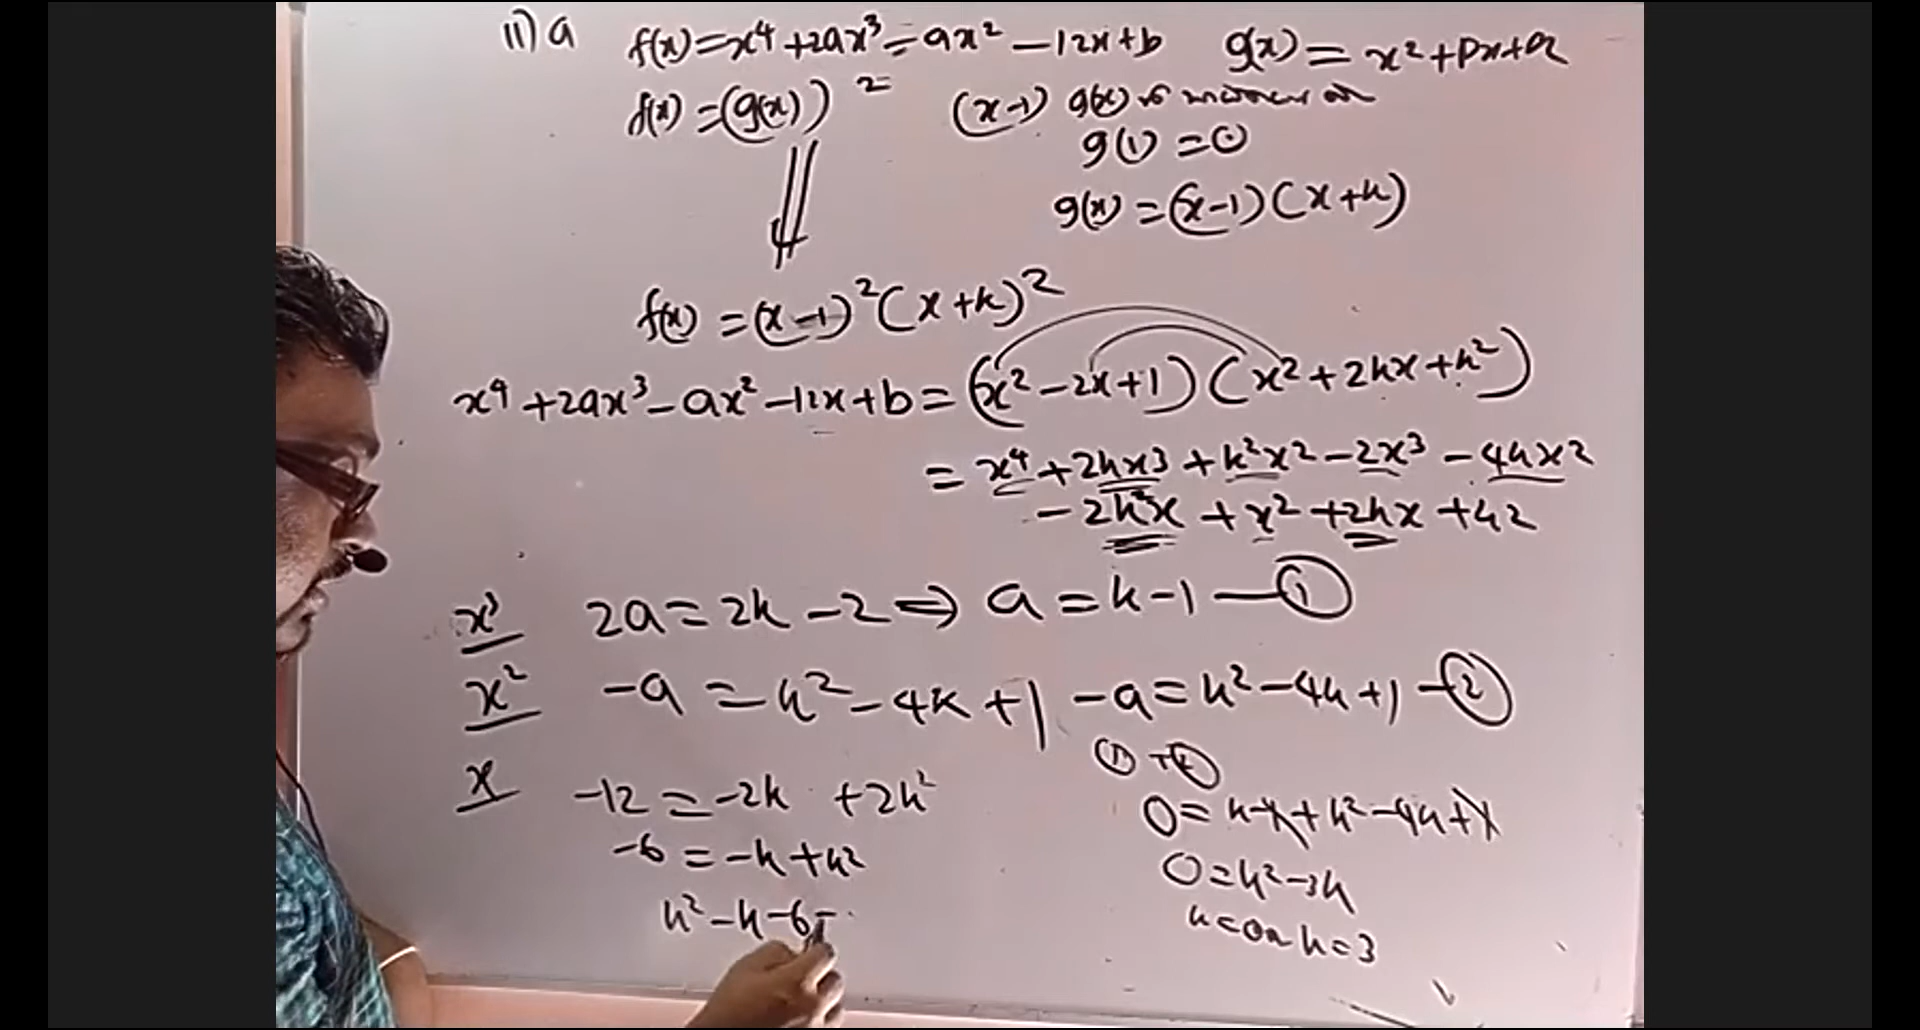 11) a f(x) = x⁴ + 2ax³ - ax² - 12x + b g(x) = x² + px + q
f(x) = (g(x))² (x-1) g(x)
g(1) = 0
g(x) = (x-1)(x+k)
f(x) = (x-1)²(x+k)²
x⁴ + 2ax³ - ax² - 12x + b = (x² - 2x + 1)(x² + 2kx + k²)
= x⁴ + 2kx³ + k²x² - 2x³ - 4kx²
- 2k²x + x² + 2kx + k2
x³ 2a = 2k - 2 ⇒ a = k - 1 — ①
x² -a = k² - 4k + 1 | -a = k² - 4k + 1 — ②
① + ②
x -12 = -2k + 2k²
0 = k - 1 + k² - 4k + 1
-6 = -k + k2
0 = k² - 3k
k² - k - 6 =
k = 0 or k = 3